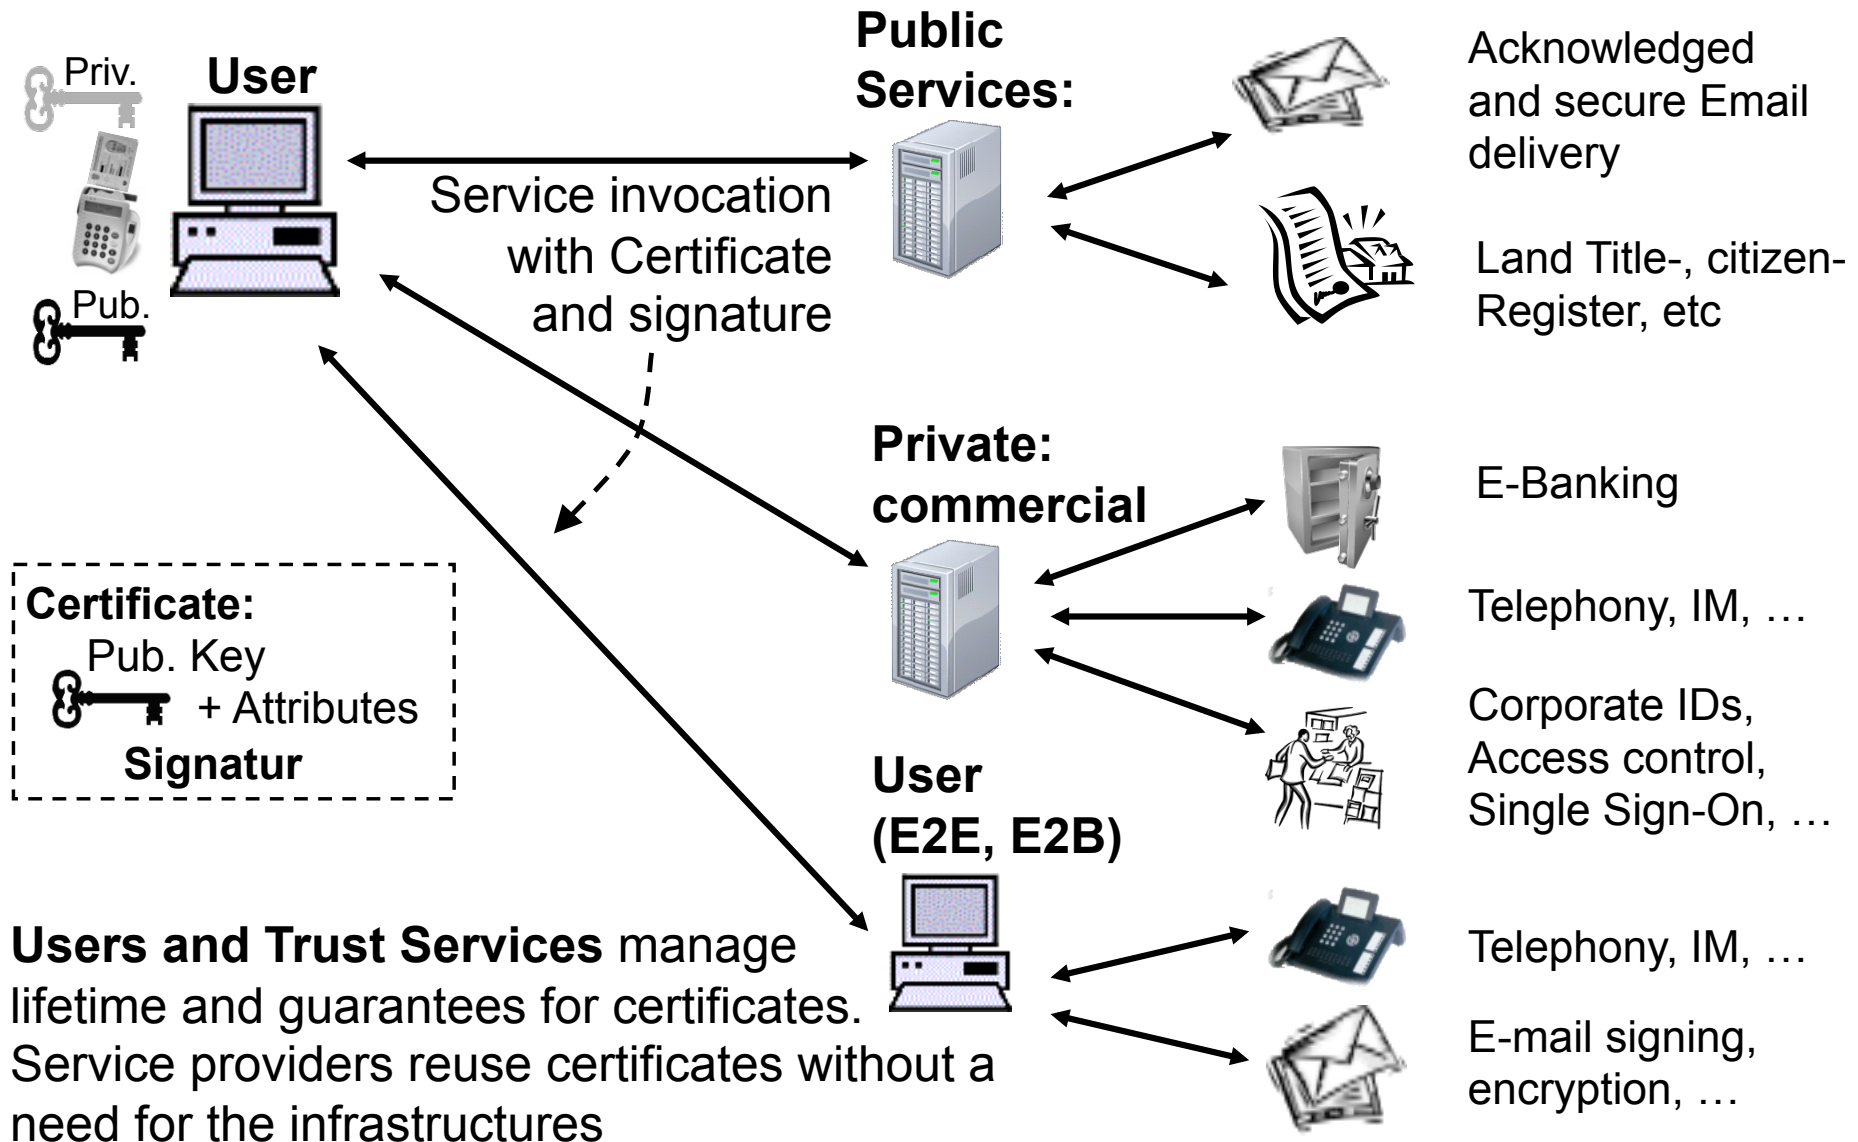 Priv.
User
Pub.
Service invocation
with Certificate
and signature
Public
Services:
Acknowledged
and secure Email
delivery
Land Title-, citizen-
Register, etc
Private:
commercial
E-Banking
Telephony, IM, …
Corporate IDs,
Access control,
Single Sign-On, …
Certificate:
Pub. Key
+ Attributes
Signatur
User
(E2E, E2B)
Telephony, IM, …
E-mail signing,
encryption, …
Users and Trust Services manage
lifetime and guarantees for certificates.
Service providers reuse certificates without a
need for the infrastructures